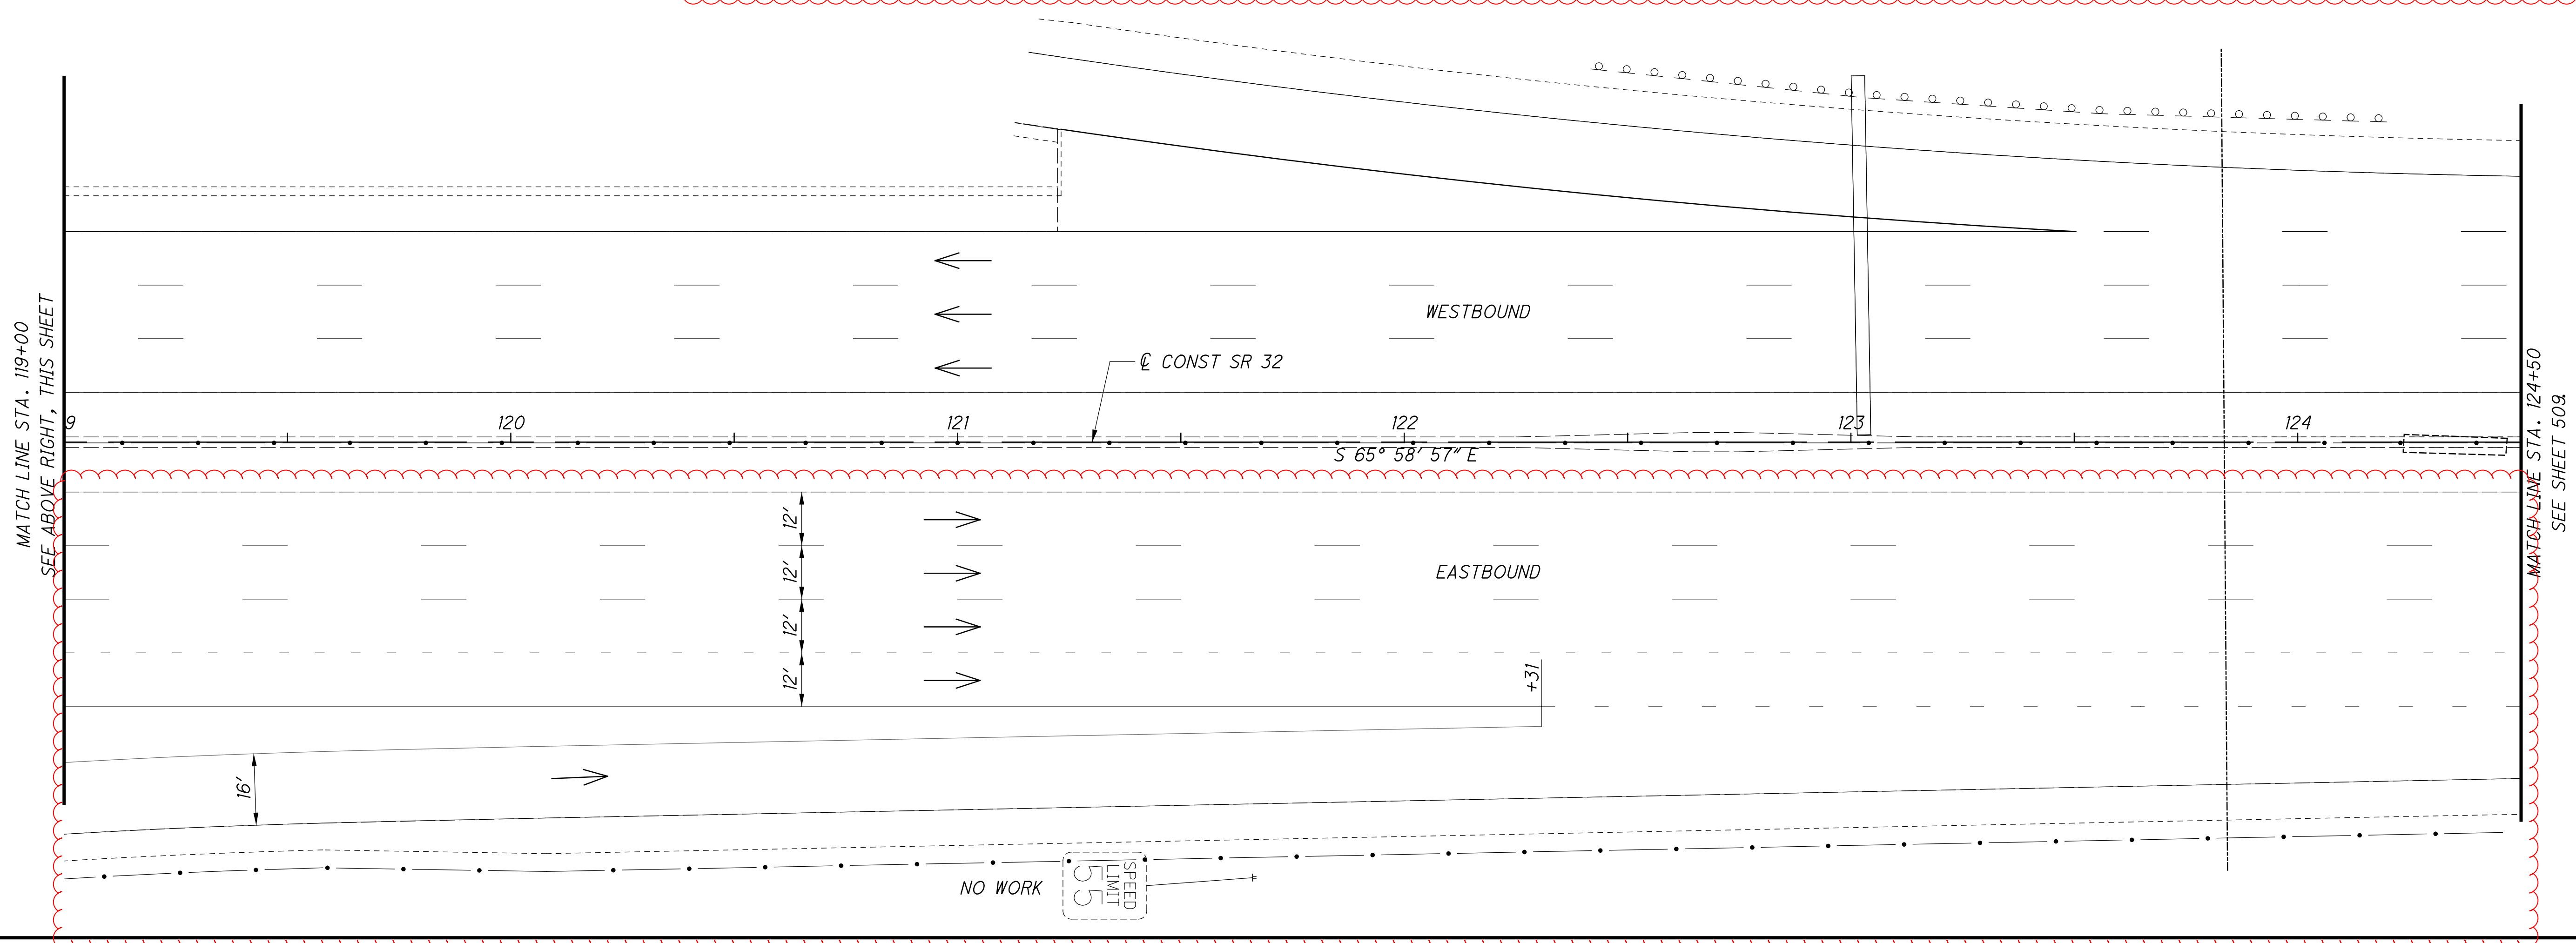 MATCH LINE STA. 119+00
SEE ABOVE RIGHT, THIS SHEET
WESTBOUND
℄ CONST SR 32
9
120
121
122
123
124
S 65° 58' 57" E
12'
12'
12'
12'
EASTBOUND
+31
16'
NO WORK
SPEED
LIMIT
55
MATCH LINE STA. 124+50
SEE SHEET 509.